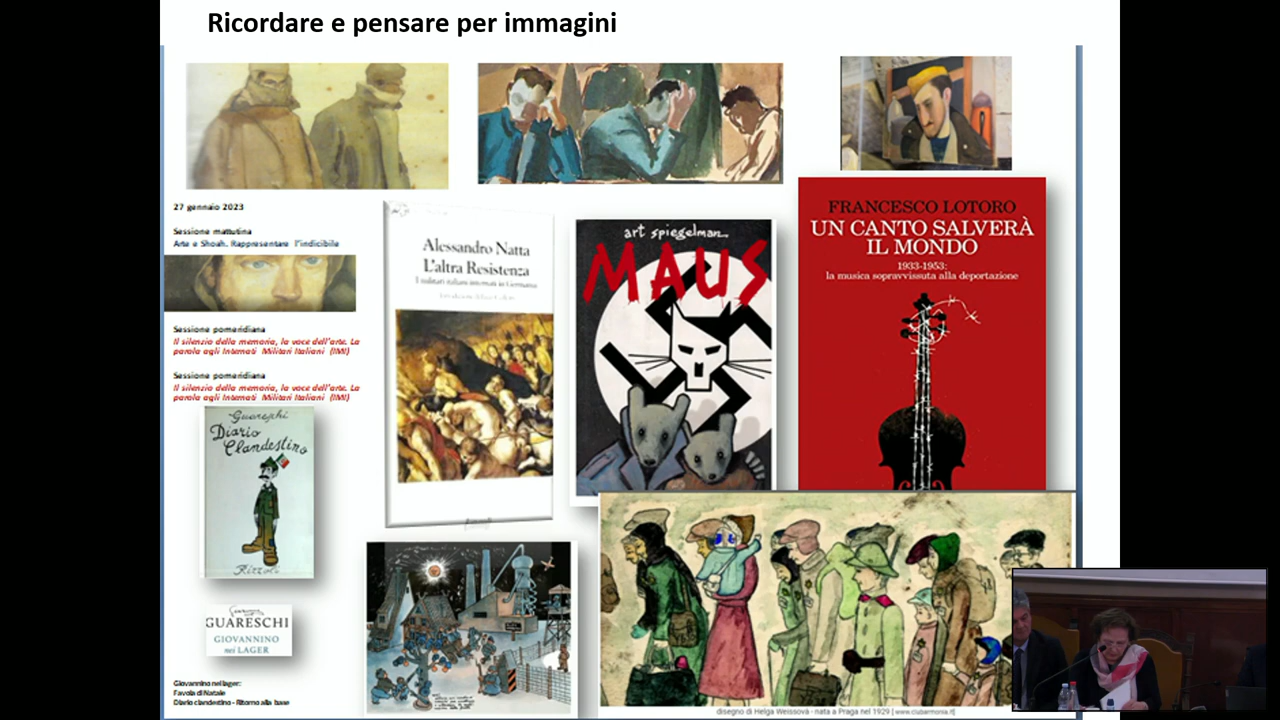 Ricordare e pensare per immagini
27 gennaio 2023
Sessione mattutina
Arte e Shoah. Rappresentare l'indicibile
Sessione pomeridiana
Il silenzio della memoria, la voce dell'arte. La
parola agli Internati Militari Italiani (IMI)
Sessione pomeridiana
Il silenzio della memoria, la voce dell'arte. La
parola agli Internati Militari Italiani (IMI)
Guareschi
Diario
Clandestino
Rizzoli
GUARESCHI
GIOVANNINO
nei LAGER
Giovannino nel lager:
Favola di Natale
Diario clandestino - Ritorno alla base
Alessandro Natta
L'altra Resistenza
I militari italiani internati in Germania
art spiegelman
MAUS
FRANCESCO LOTORO
UN CANTO SALVERÀ
IL MONDO
1933-1953:
la musica sopravvissuta alla deportazione
disegno di Helga Weissovà - nata a Praga nel 1929 | www.clubarmonia.it|